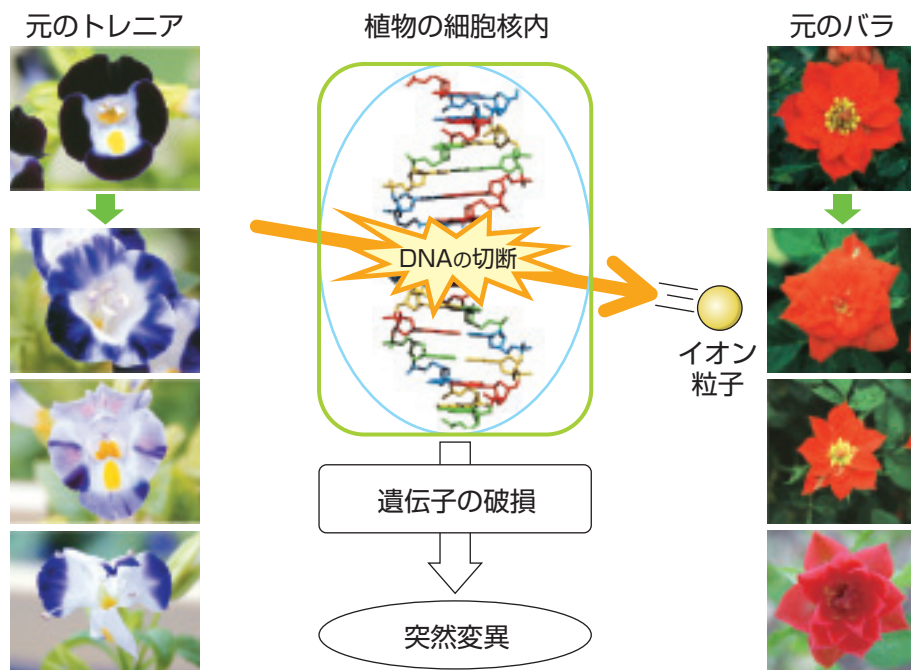 元のトレニア
植物の細胞核内
元のバラ
DNAの切断
イオン
粒子
遺伝子の破損
突然変異